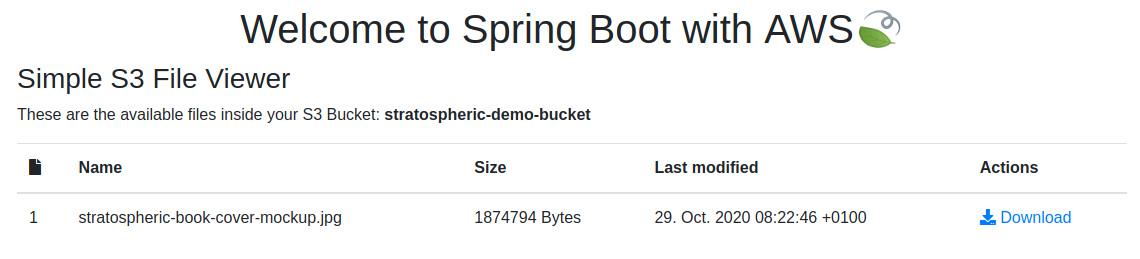 Welcome to Spring Boot with AWS
Simple S3 File Viewer
These are the available files inside your S3 Bucket: stratospheric-demo-bucket
Name Size Last modified Actions
1 stratospheric-book-cover-mockup.jpg 1874794 Bytes 29. Oct. 2020 08:22:46 +0100 Download